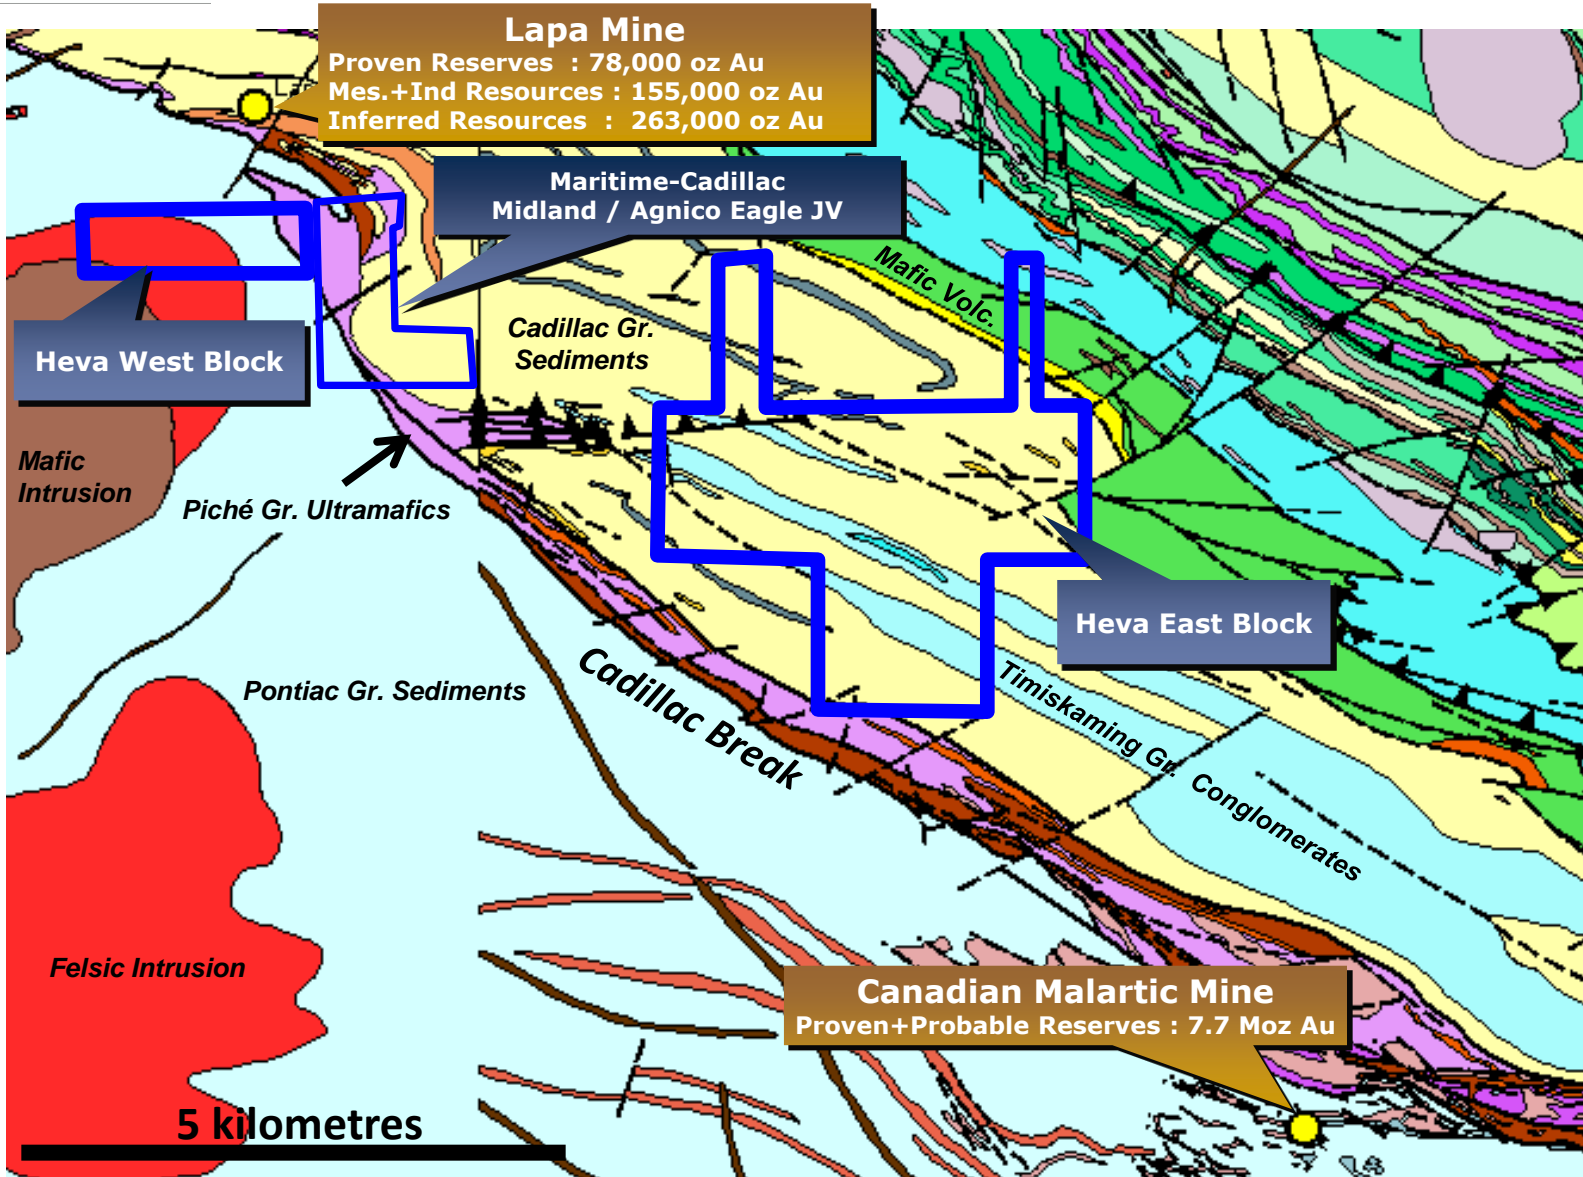 Lapa Mine
Proven Reserves : 78,000 oz Au
Mes.+Ind Resources : 155,000 oz Au
Inferred Resources : 263,000 oz Au
Maritime-Cadillac
Midland / Agnico Eagle JV
Mafic Volc.
Heva West Block
Cadillac Gr.
Sediments
Mafic
Intrusion
Piché Gr. Ultramafics
Heva East Block
Pontiac Gr. Sediments
Cadillac Break
Timiskaming Gr. Conglomerates
Felsic Intrusion
Canadian Malartic Mine
Proven+Probable Reserves : 7.7 Moz Au
5 kilometres